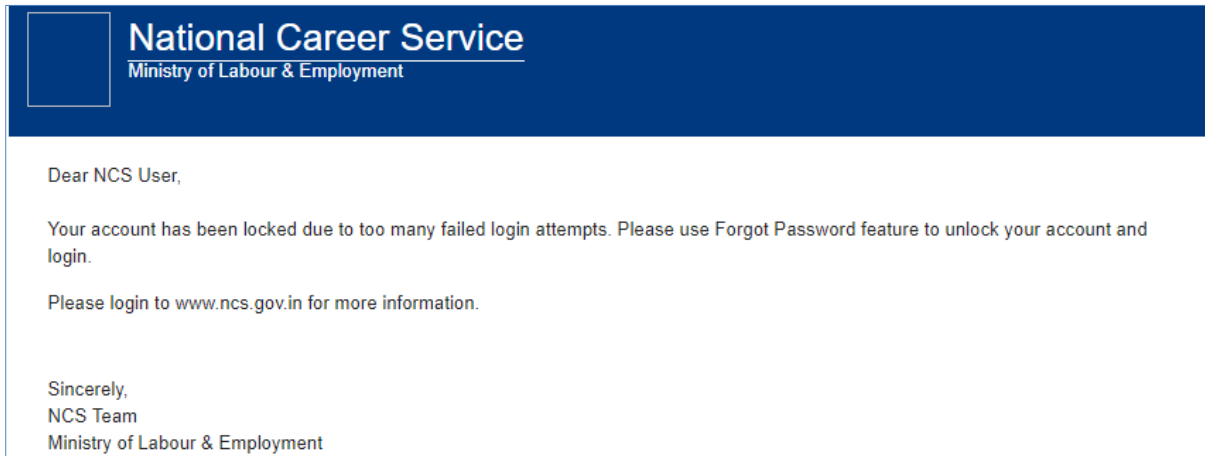 National Career Service
Ministry of Labour & Employment
Dear NCS User,
Your account has been locked due to too many failed login attempts. Please use Forgot Password feature to unlock your account and
login.
Please login to www.ncs.gov.in for more information.
Sincerely,
NCS Team
Ministry of Labour & Employment